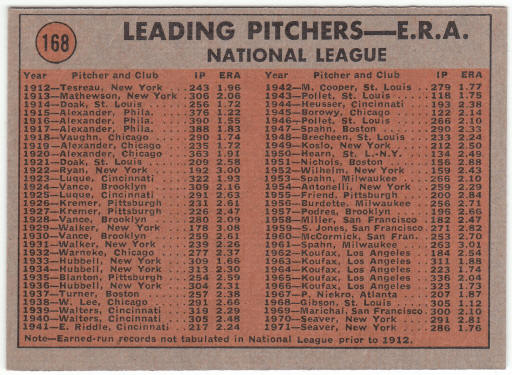 168
LEADING PITCHERS—E.R.A.
NATIONAL LEAGUE
Year Pitcher and Club IP ERA
1912—Tesreau, New York 243 1.96
1913—Mathewson, New York 306 2.06
1914—Doak, St. Louis 256 1.72
1915—Alexander, Phila. 376 1.22
1916—Alexander, Phila. 390 1.55
1917—Alexander, Phila. 388 1.83
1918—Vaughn, Chicago 290 1.74
1919—Alexander, Chicago 235 1.72
1920—Alexander, Chicago 363 1.91
1921—Doak, St. Louis 209 2.58
1922—Ryan, New York 192 3.00
1923—Luque, Cincinnati 322 1.93
1924—Vance, Brooklyn 309 2.16
1925—Luque, Cincinnati 291 2.63
1926—Kremer, Pittsburgh 231 2.61
1927—Kremer, Pittsburgh 226 2.47
1928—Vance, Brooklyn 280 2.09
1929—Walker, New York 178 3.08
1930—Vance, Brooklyn 259 2.61
1931—Walker, New York 239 2.26
1932—Warneke, Chicago 277 2.37
1933—Hubbell, New York 309 1.66
1934—Hubbell, New York 313 2.30
1935—Blanton, Pittsburgh 254 2.59
1936—Hubbell, New York 304 2.31
1937—Turner, Boston 257 2.38
1938—W. Lee, Chicago 291 2.66
1939—Walters, Cincinnati 319 2.29
1940—Walters, Cincinnati 305 2.48
1941—E. Riddle, Cincinnati 217 2.24
Year Pitcher and Club IP ERA
1942—M. Cooper, St. Louis 279 1.77
1943—Pollet, St. Louis 118 1.75
1944—Heusser, Cincinnati 193 2.38
1945—Borowy, Chicago 122 2.14
1946—Pollet, St. Louis 266 2.10
1947—Spahn, Boston 290 2.33
1948—Brecheen, St. Louis 233 2.24
1949—Koslo, New York 212 2.50
1950—Hearn, St. L.-N.Y. 134 2.49
1951—Nichols, Boston 156 2.88
1952—Wilhelm, New York 159 2.43
1953—Spahn, Milwaukee 266 2.10
1954—Antonelli, New York 259 2.29
1955—Friend, Pittsburgh 200 2.84
1956—Burdette, Milwaukee 256 2.71
1957—Podres, Brooklyn 196 2.66
1958—Miller, San Francisco 182 2.47
1959—S. Jones, San Franc. 271 2.82
1960—McCormick, San Fran. 253 2.70
1961—Spahn, Milwaukee 263 3.01
1962—Koufax, Los Angeles 184 2.54
1963—Koufax, Los Angeles 311 1.88
1964—Koufax, Los Angeles 223 1.74
1965—Koufax, Los Angeles 336 2.04
1966—Koufax, Los Angeles 323 1.73
1967—P. Niekro, Atlanta 207 1.87
1968—Gibson, St. Louis 305 1.12
1969—Marichal, San Francisco 300 2.10
1970—Seaver, New York 291 2.81
1971—Seaver, New York 286 1.76
Note—Earned-run records not tabulated in National League prior to 1912.